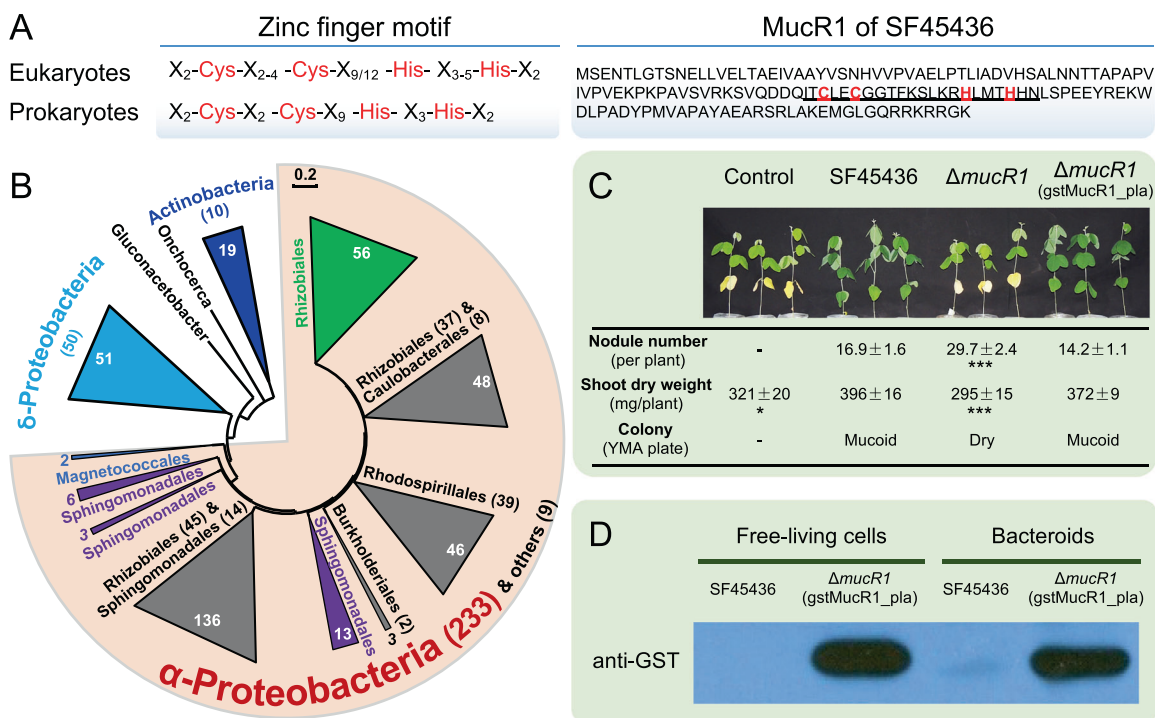 A
Zinc finger motif
MucR1 of SF45436
Eukaryotes
X2-Cys-X2-4 -Cys-X9/12 -His- X3-5-His-X2
Prokaryotes
X2-Cys-X2 -Cys-X9 -His- X3-His-X2
MSENTLGTSNELLVELTAEIVAAYVSNHVVPVAELPTLIADVHSALNNTTAPAPV
IVPVEKPKPAVSVRKSVQDDQITCLECGGTFKSLKRHLMTHHNLSPEEYREKW
DLPADYPMVAPAYAEARSRLAKEMGLGQRRKRRGK
B
0.2
Actinobacteria
(10)
19
Onchocerca
Gluconacetobacter
δ-Proteobacteria
(50)
51
Rhizobiales
56
Rhizobiales (37) &
Caulobacterales (8)
48
Rhodospirillales (39)
46
Burkholderiales (2)
3
Sphingomonadales
13
Rhizobiales (45) &
Sphingomonadales (14)
136
3
Sphingomonadales
6
Sphingomonadales
2
Magnetococcales
α-Proteobacteria (233) & others (9)
C
Control
SF45436
ΔmucR1
ΔmucR1
(gstMucR1_pla)
Nodule number
(per plant)
- 16.9±1.6 29.7±2.4 14.2±1.1
***
Shoot dry weight
(mg/plant)
321±20 396±16 295±15 372±9
* ***
Colony
(YMA plate)
- Mucoid Dry Mucoid
D
Free-living cells
Bacteroids
SF45436
ΔmucR1
(gstMucR1_pla)
SF45436
ΔmucR1
(gstMucR1_pla)
anti-GST